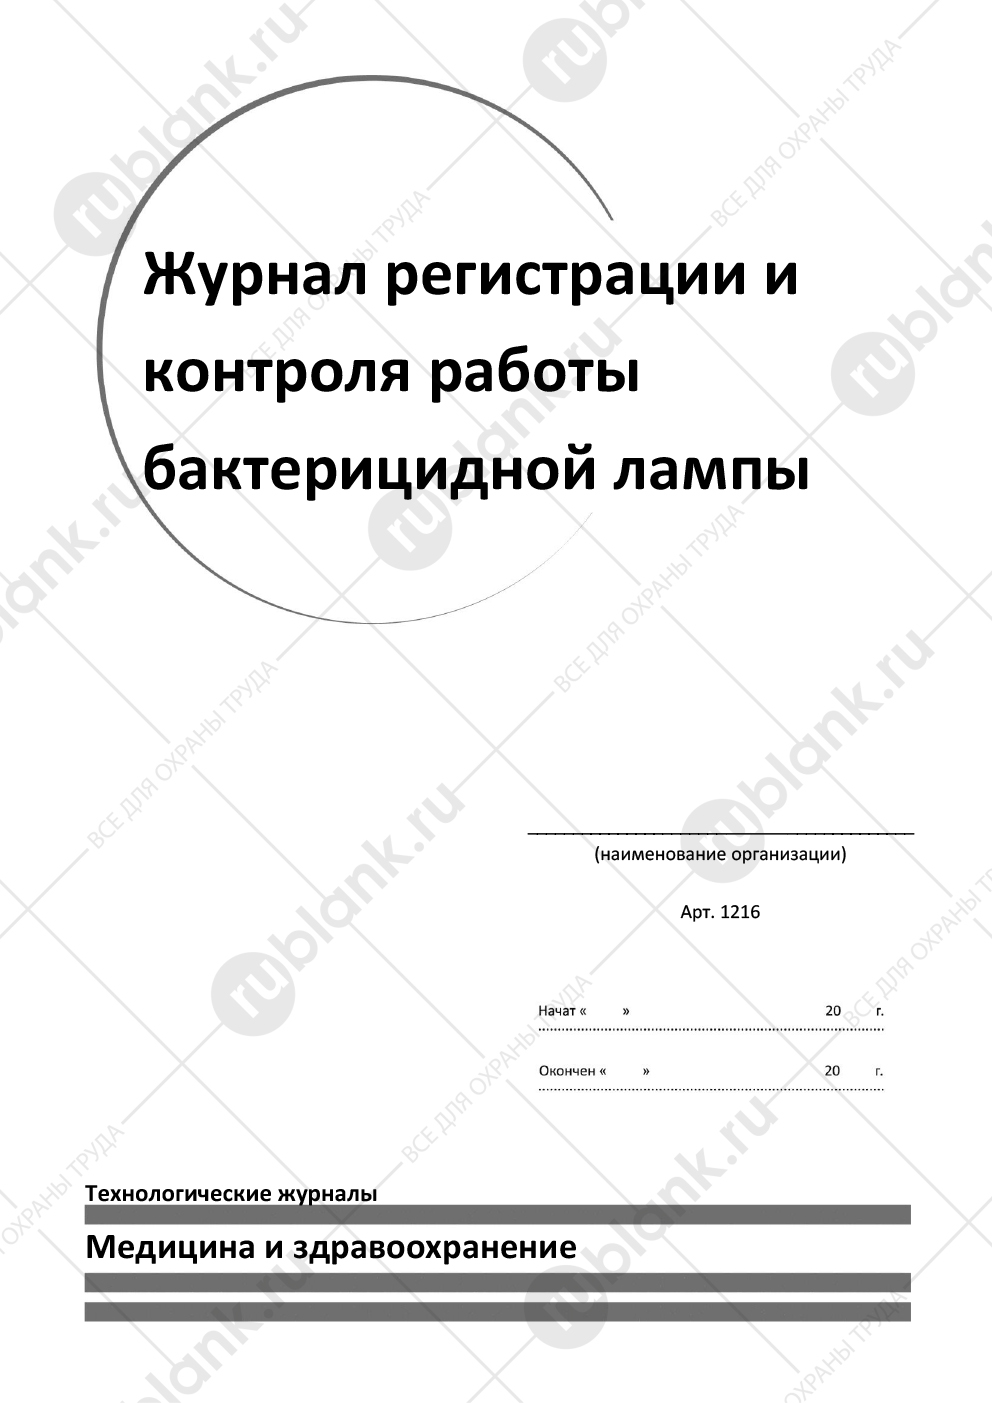 Журнал регистрации и
контроля работы
бактерицидной лампы
(наименование организации)
Арт. 1216
Начат « » 20 г.
Окончен « » 20 г.
Технологические журналы
Медицина и здравоохранение
rublank.ru
ВСЕ ДЛЯ ОХРАНЫ ТРУДА